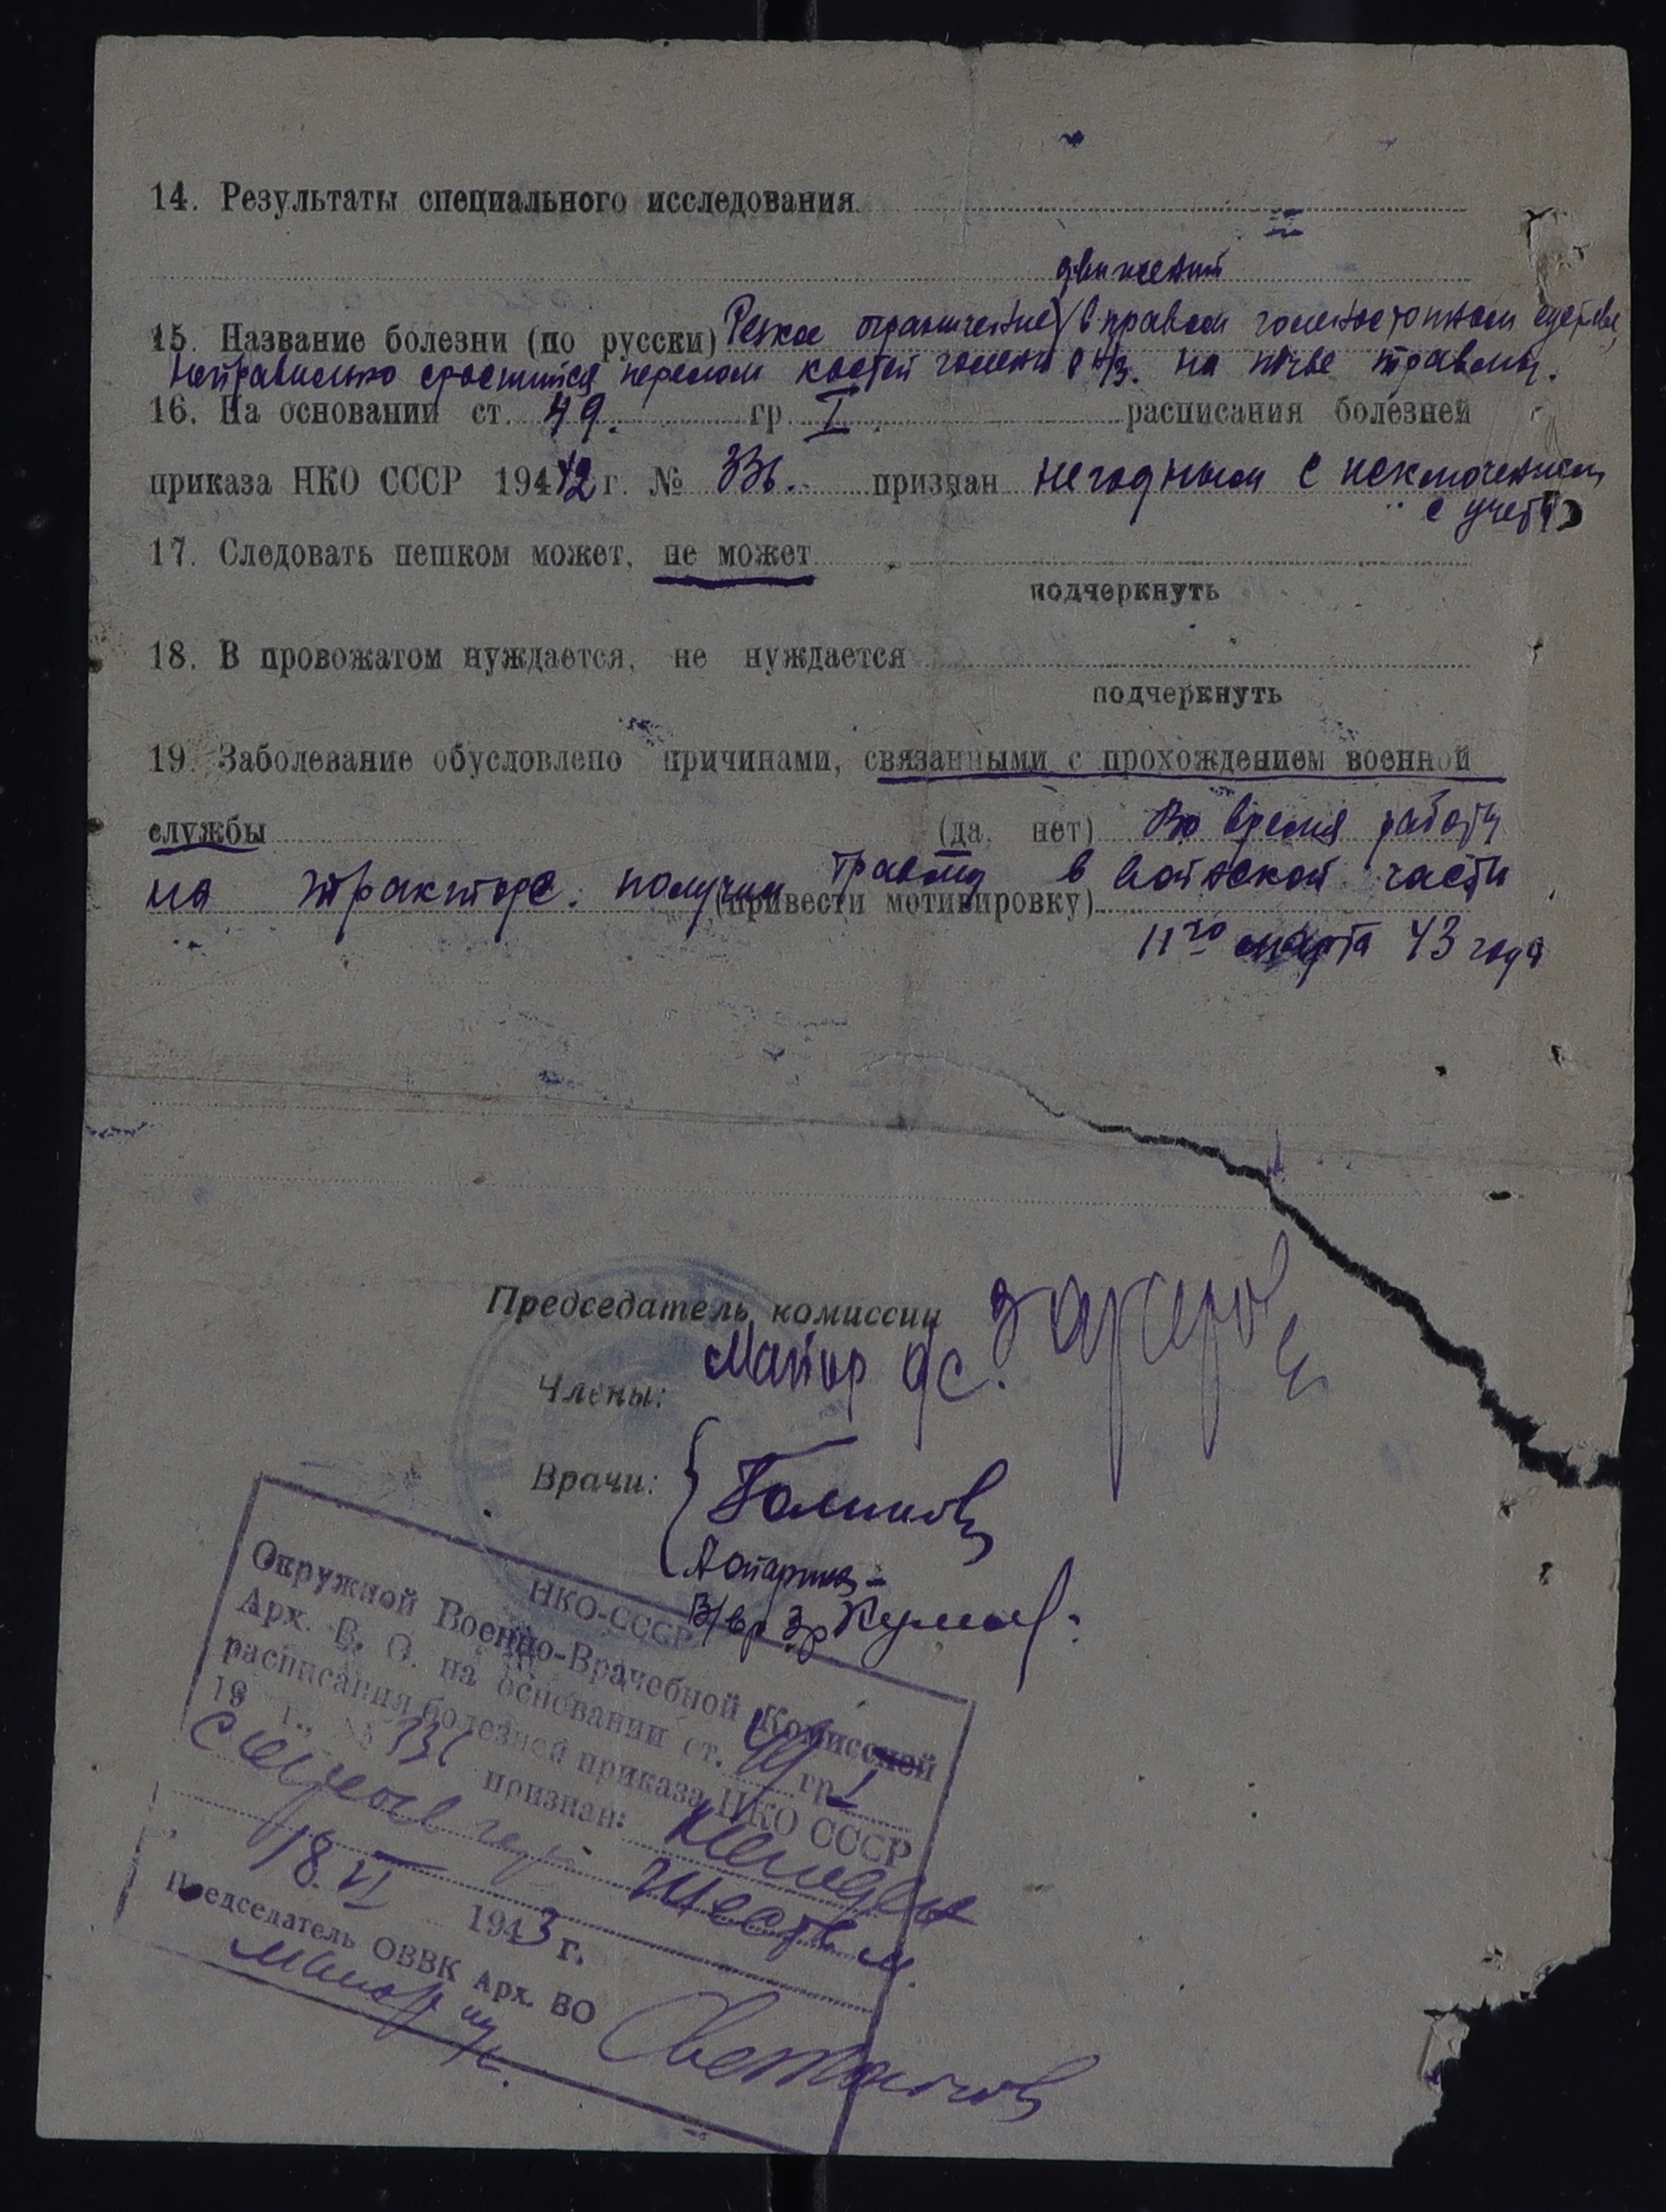 14. Результаты специального исследования
движений
15. Название болезни (по русски) Резкое ограничение в правом голеностопном суставе,
неправильно сросшийся перелом костей голени в н/з. на почве травмы.
16. На основании ст. 49. гр. I. расписания болезней
приказа НКО СССР 1942 г. № 336. признан негодным с исключением
с учета
17. Следовать пешком может, не может
подчеркнуть
18. В провожатом нуждается, не нуждается
подчеркнуть
19. Заболевание обусловлено причинами, связанными с прохождением военной
службы (да, нет) Во время работы
на тракторе. получил травму в воинской части
(привести мотивировку)
11го марта 43 года
Председатель комиссии
Майор
Члены:
Врачи:
НКО-СССР
Окружной Военно-Врачебной Комиссией
Арх. В. О. на основании ст. 49 гр. I
расписания болезней приказа НКО СССР
19 г., № 336 признан:
18 VI 1943 г.
Председатель ОВВК Арх. ВО
Майор